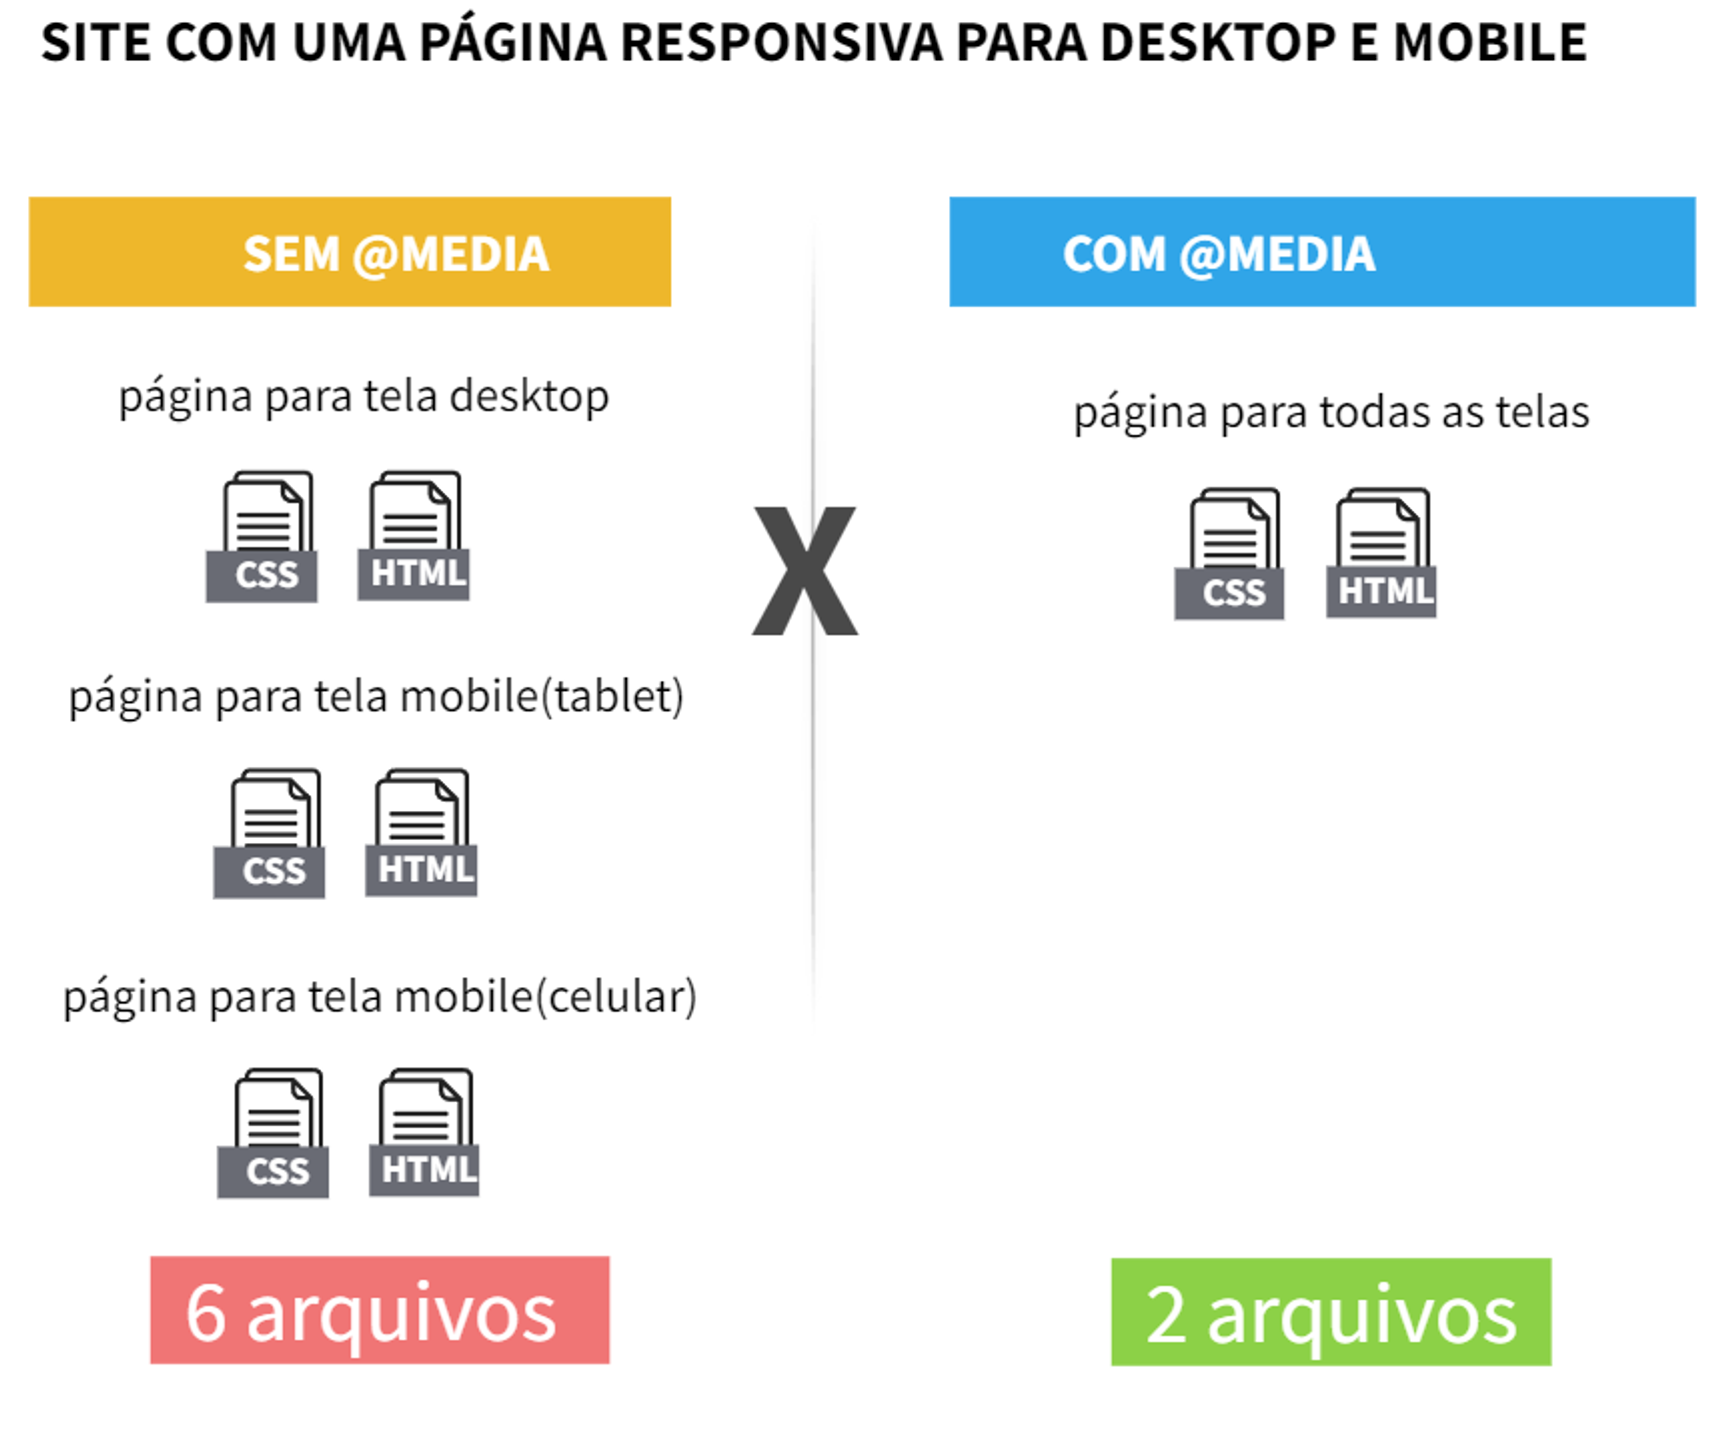 SITE COM UMA PÁGINA RESPONSIVA PARA DESKTOP E MOBILE
SEM @MEDIA
página para tela desktop
CSS
HTML
página para tela mobile(tablet)
CSS
HTML
página para tela mobile(celular)
CSS
HTML
6 arquivos
X
COM @MEDIA
página para todas as telas
CSS
HTML
2 arquivos